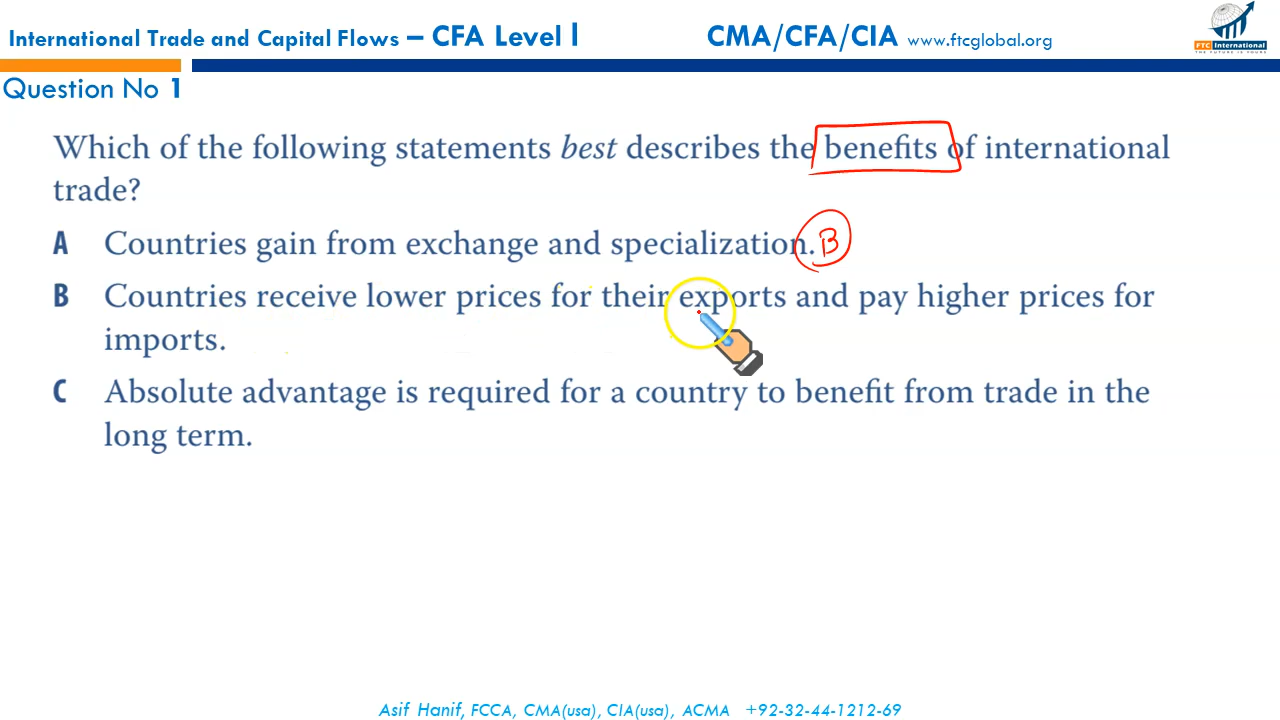 International Trade and Capital Flows – CFA Level I
CMA/CFA/CIA www.ftcglobal.org
FTC International
THE FUTURE IS YOURS
Question No 1
Which of the following statements best describes the benefits of international
trade?
A Countries gain from exchange and specialization. B
B Countries receive lower prices for their exports and pay higher prices for
imports.
C Absolute advantage is required for a country to benefit from trade in the
long term.
Asif Hanif, FCCA, CMA(usa), CIA(usa), ACMA +92-32-44-1212-69